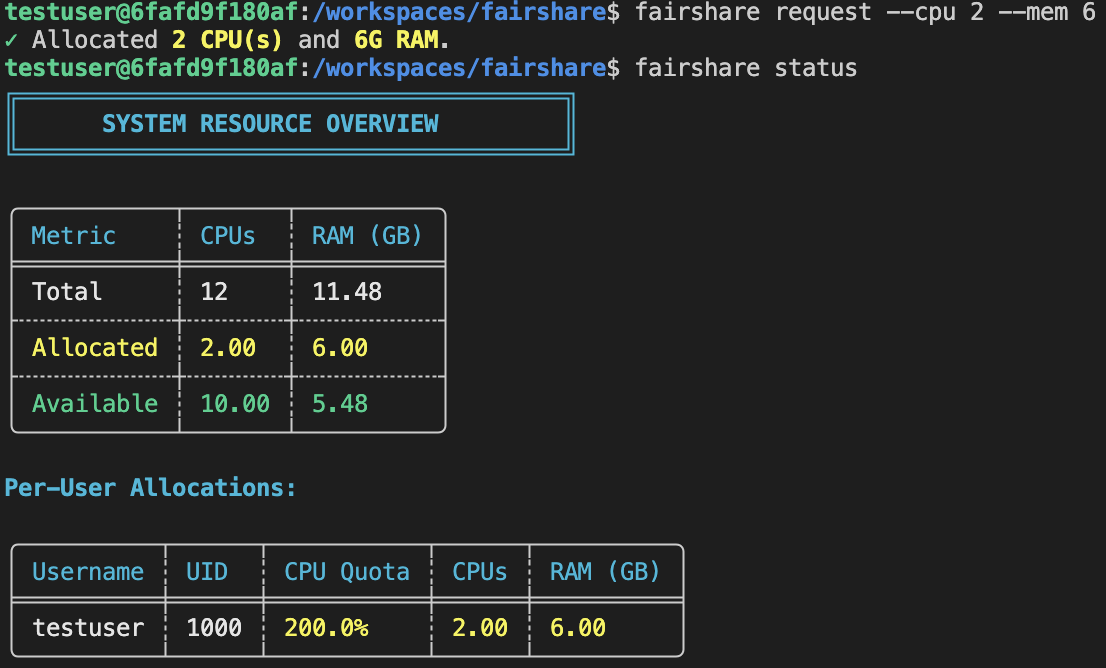 testuser@6fafd9f180af:/workspaces/fairshare$ fairshare request --cpu 2 --mem 6
✓ Allocated 2 CPU(s) and 6G RAM.
testuser@6fafd9f180af:/workspaces/fairshare$ fairshare status
SYSTEM RESOURCE OVERVIEW
Metric CPUs RAM (GB)
Total 12 11.48
Allocated 2.00 6.00
Available 10.00 5.48
Per-User Allocations:
Username UID CPU Quota CPUs RAM (GB)
testuser 1000 200.0% 2.00 6.00